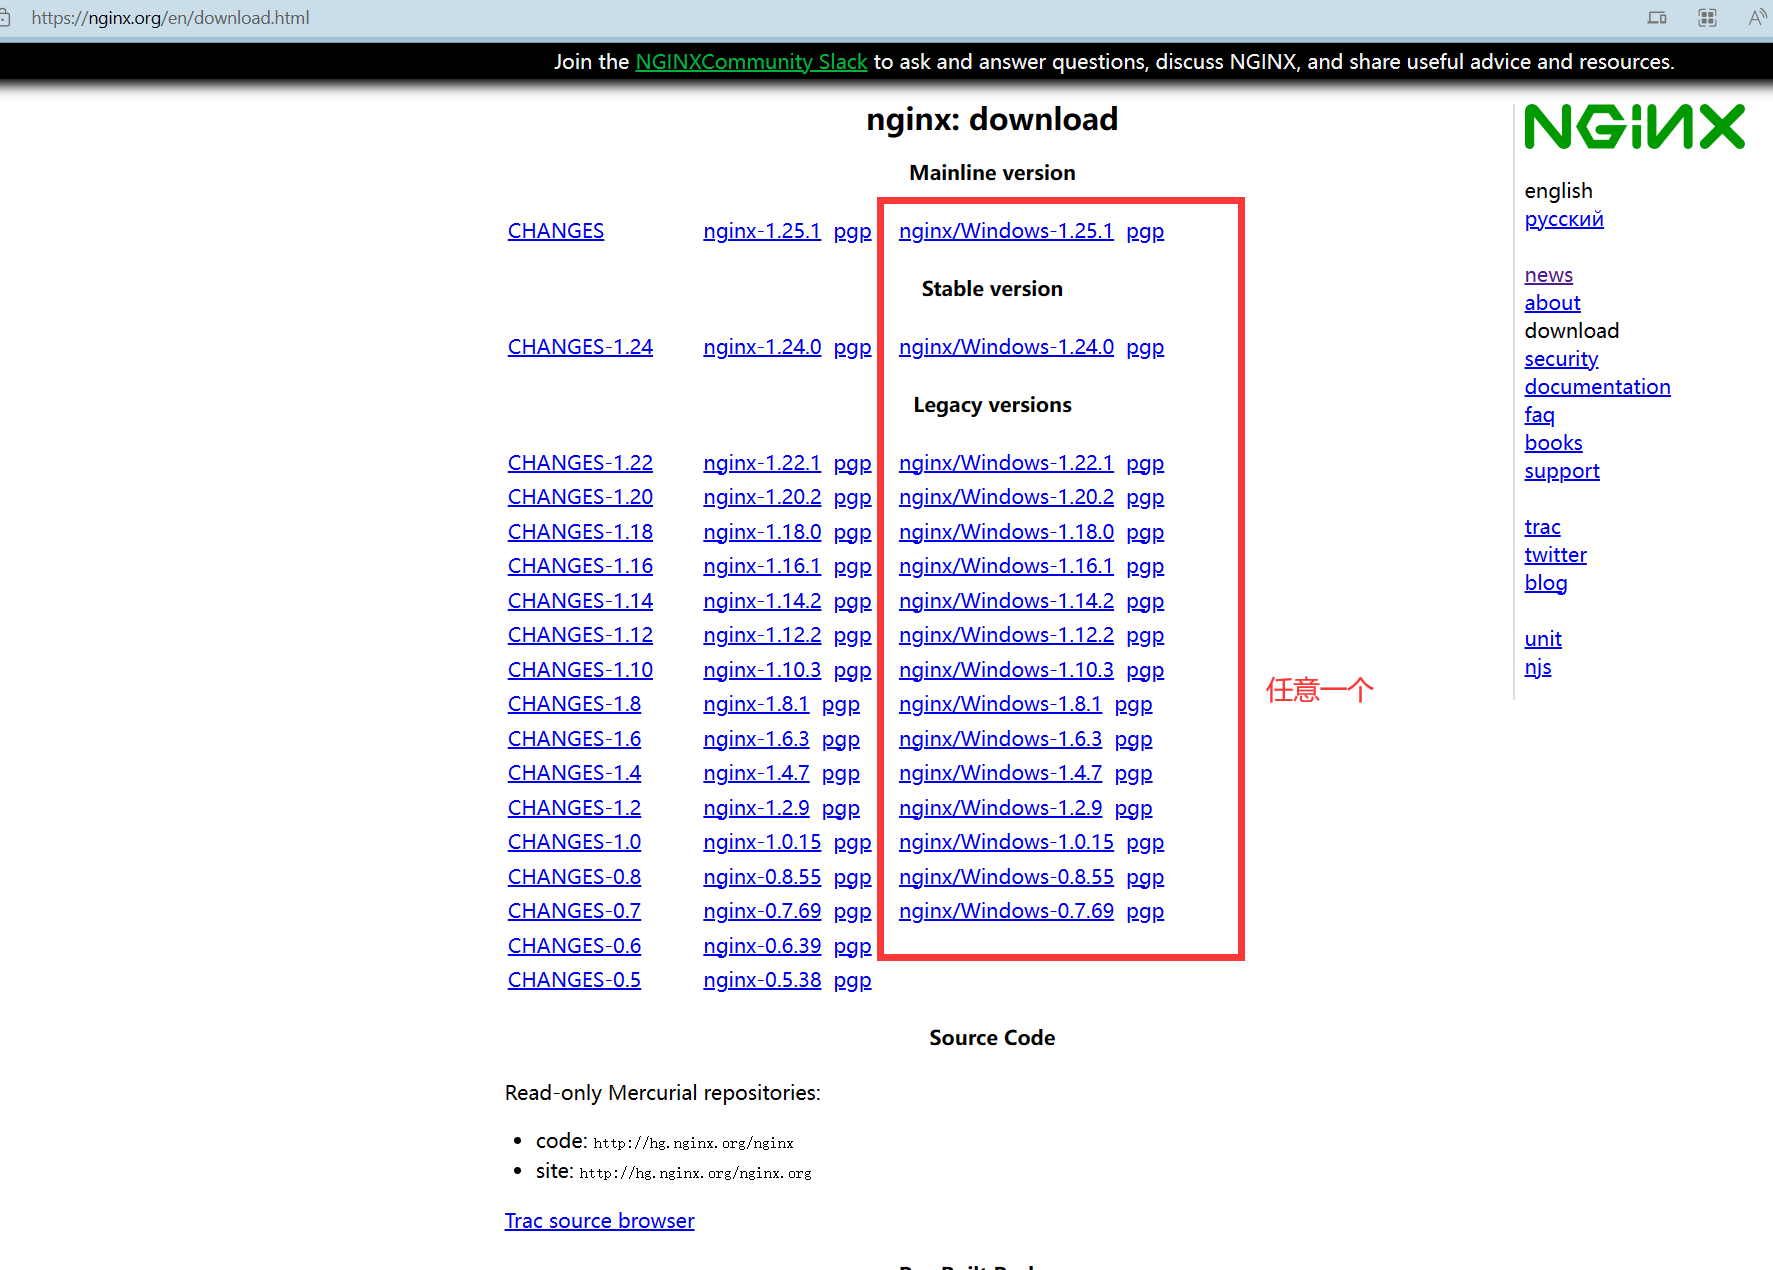 https://nginx.org/en/download.html
Join the NGINXCommunity Slack to ask and answer questions, discuss NGINX, and share useful advice and resources.
nginx: download
Mainline version
CHANGES nginx-1.25.1 pgp nginx/Windows-1.25.1 pgp
Stable version
CHANGES-1.24 nginx-1.24.0 pgp nginx/Windows-1.24.0 pgp
Legacy versions
CHANGES-1.22 nginx-1.22.1 pgp nginx/Windows-1.22.1 pgp
CHANGES-1.20 nginx-1.20.2 pgp nginx/Windows-1.20.2 pgp
CHANGES-1.18 nginx-1.18.0 pgp nginx/Windows-1.18.0 pgp
CHANGES-1.16 nginx-1.16.1 pgp nginx/Windows-1.16.1 pgp
CHANGES-1.14 nginx-1.14.2 pgp nginx/Windows-1.14.2 pgp
CHANGES-1.12 nginx-1.12.2 pgp nginx/Windows-1.12.2 pgp
CHANGES-1.10 nginx-1.10.3 pgp nginx/Windows-1.10.3 pgp
CHANGES-1.8 nginx-1.8.1 pgp nginx/Windows-1.8.1 pgp
CHANGES-1.6 nginx-1.6.3 pgp nginx/Windows-1.6.3 pgp
CHANGES-1.4 nginx-1.4.7 pgp nginx/Windows-1.4.7 pgp
CHANGES-1.2 nginx-1.2.9 pgp nginx/Windows-1.2.9 pgp
CHANGES-1.0 nginx-1.0.15 pgp nginx/Windows-1.0.15 pgp
CHANGES-0.8 nginx-0.8.55 pgp nginx/Windows-0.8.55 pgp
CHANGES-0.7 nginx-0.7.69 pgp nginx/Windows-0.7.69 pgp
CHANGES-0.6 nginx-0.6.39 pgp
CHANGES-0.5 nginx-0.5.38 pgp
任意一个
Source Code
Read-only Mercurial repositories:
code: http://hg.nginx.org/nginx
site: http://hg.nginx.org/nginx.org
Trac source browser
NGINX
english
русский
news
about
download
security
documentation
faq
books
support
trac
twitter
blog
unit
njs